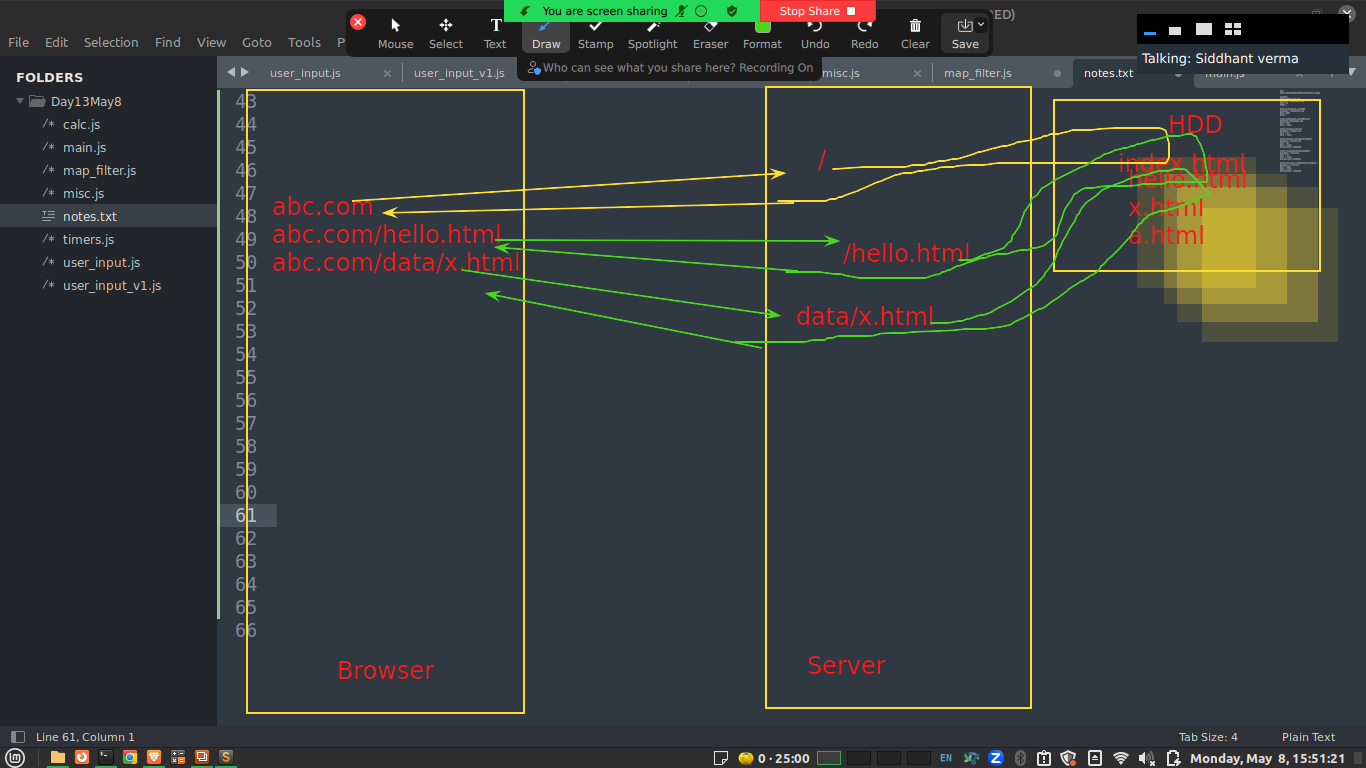 You are screen sharing
Stop Share
RED)
File Edit Selection Find View Goto Tools P
Mouse Select Text Draw Stamp Spotlight Eraser Format Undo Redo Clear Save
Who can see what you share here? Recording On
Talking: Siddhant verma
user_input.js × user_input_v1.js misc.js × map_filter.js notes.txt main.js
FOLDERS
Day13May8
/* calc.js
/* main.js
/* map_filter.js
/* misc.js
notes.txt
/* timers.js
/* user_input.js
/* user_input_v1.js
43
44
45
46
47
48
49
50
51
52
53
54
55
56
57
58
59
60
61
62
63
64
65
66
abc.com
abc.com/hello.html
abc.com/data/x.html
Browser
/
/hello.html
data/x.html
Server
HDD
index.html
hello.html
x.html
a.html
Line 61, Column 1
Tab Size: 4 Plain Text
0 · 25:00
EN
Z
Monday, May 8, 15:51:21